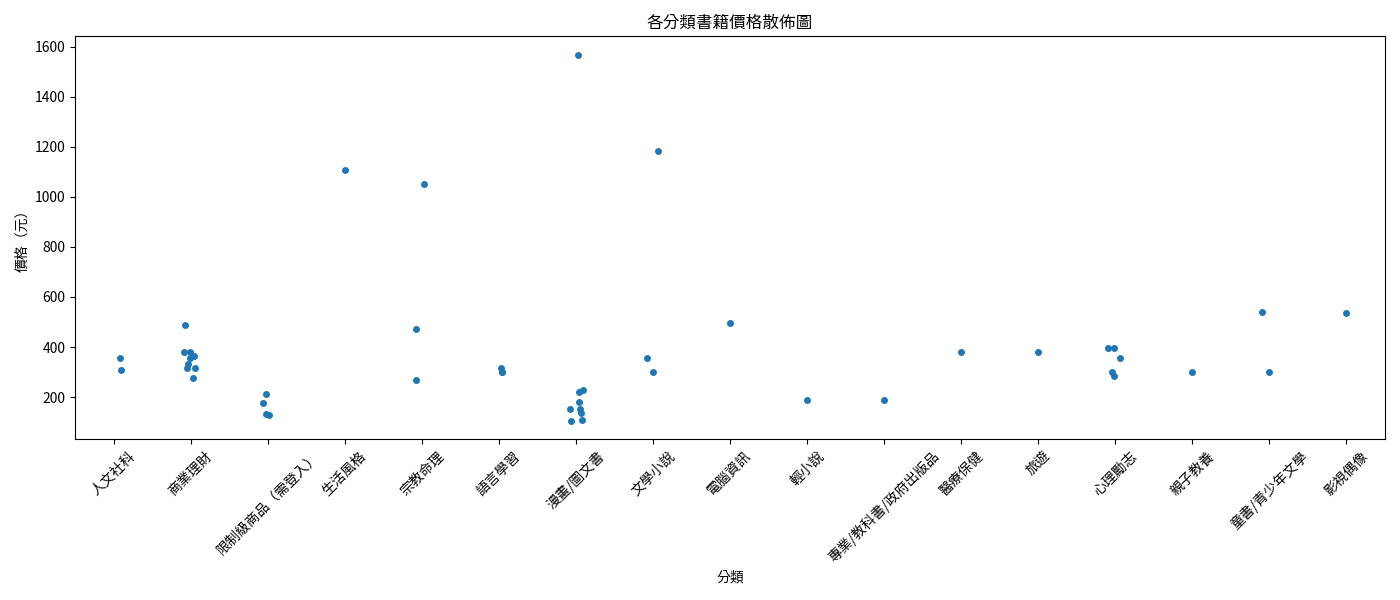 各分類書籍價格散佈圖
價格（元）
1600
1400
1200
1000
800
600
400
200
人文社科
商業理財
限制級商品（需登入）
生活風格
宗教命理
語言學習
漫畫/圖文書
文學小說
電腦資訊
輕小說
專業/教科書/政府出版品
醫療保健
旅遊
心理勵志
親子教養
童書/青少年文學
影視偶像
分類